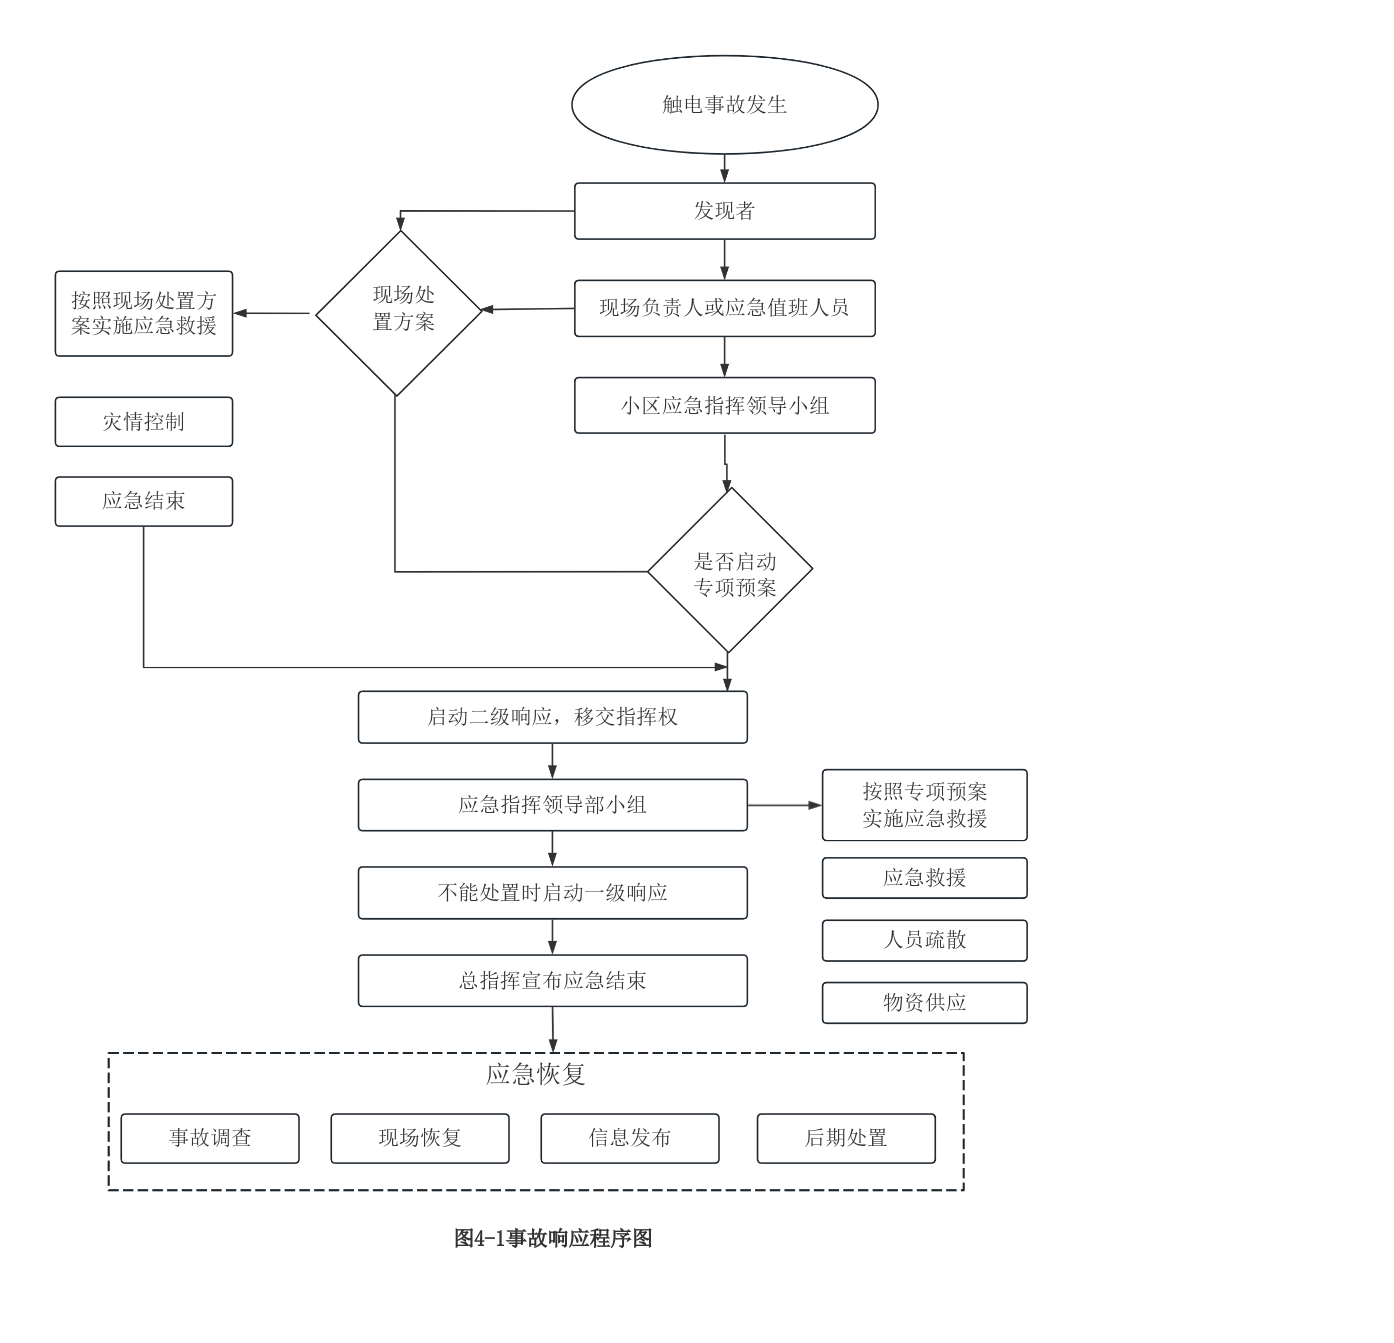 触电事故发生
发现者
现场处
置方案
按照现场处置方
案实施应急救援
现场负责人或应急值班人员
小区应急指挥领导小组
灾情控制
应急结束
是否启动
专项预案
启动二级响应，移交指挥权
应急指挥领导部小组
按照专项预案
实施应急救援
不能处置时启动一级响应
应急救援
人员疏散
总指挥宣布应急结束
物资供应
应急恢复
事故调查
现场恢复
信息发布
后期处置
图4-1事故响应程序图